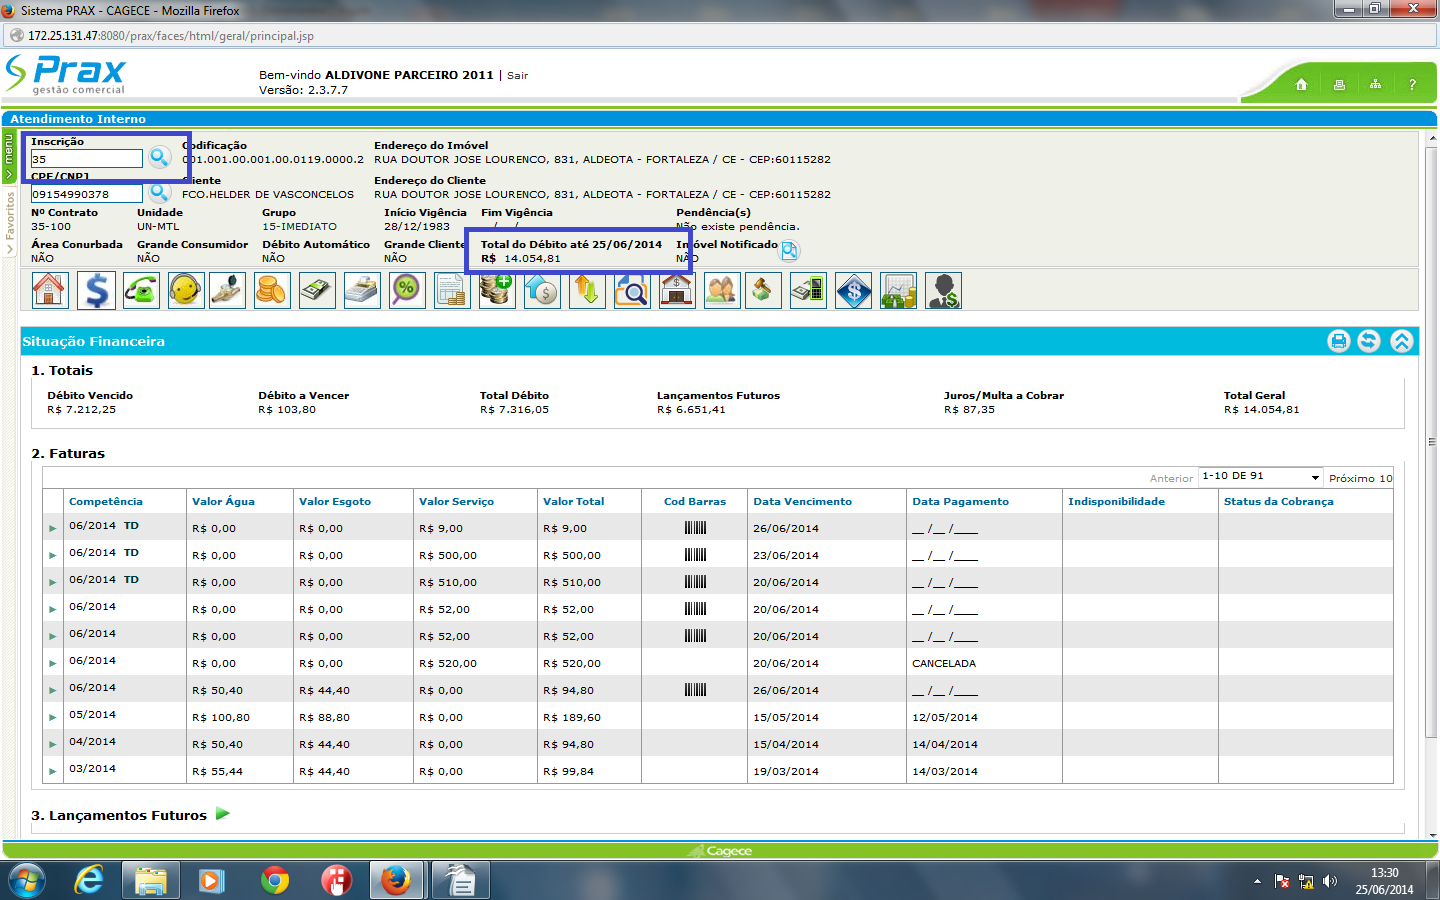 Sistema PRAX - CAGECE - Mozilla Firefox
172.25.131.47:8080/prax/faces/html/geral/principal.jsp
Prax
gestão comercial
Bem-vindo ALDIVONE PARCEIRO 2011 | Sair
Versão: 2.3.7.7
?
Atendimento Interno
menu
Favoritos
Inscrição Codificação Endereço do Imóvel
35 001.001.00.001.00.0119.0000.2 RUA DOUTOR JOSE LOURENCO, 831, ALDEOTA - FORTALEZA / CE - CEP:60115282
CPF/CNPJ Cliente Endereço do Cliente
09154990378 FCO.HELDER DE VASCONCELOS RUA DOUTOR JOSE LOURENCO, 831, ALDEOTA - FORTALEZA / CE - CEP:60115282
Nº Contrato Unidade Grupo Início Vigência Fim Vigência Pendência(s)
35-100 UN-MTL 15-IMEDIATO 28/12/1983 __/__/__ Não existe pendência.
Área Conurbada Grande Consumidor Débito Automático Grande Cliente Total do Débito até 25/06/2014 Imóvel Notificado
NÃO NÃO NÃO NÃO R$ 14.054,81 NÃO
Situação Financeira
1. Totais
Débito Vencido Débito a Vencer Total Débito Lançamentos Futuros Juros/Multa a Cobrar Total Geral
R$ 7.212,25 R$ 103,80 R$ 7.316,05 R$ 6.651,41 R$ 87,35 R$ 14.054,81
2. Faturas
Anterior 1-10 DE 91 Próximo 10
Competência Valor Água Valor Esgoto Valor Serviço Valor Total Cod Barras Data Vencimento Data Pagamento Indisponibilidade Status da Cobrança
06/2014 TD R$ 0,00 R$ 0,00 R$ 9,00 R$ 9,00 26/06/2014 __ /__ /____
06/2014 TD R$ 0,00 R$ 0,00 R$ 500,00 R$ 500,00 23/06/2014 __ /__ /____
06/2014 TD R$ 0,00 R$ 0,00 R$ 510,00 R$ 510,00 20/06/2014 __ /__ /____
06/2014 R$ 0,00 R$ 0,00 R$ 52,00 R$ 52,00 20/06/2014 __ /__ /____
06/2014 R$ 0,00 R$ 0,00 R$ 52,00 R$ 52,00 20/06/2014 __ /__ /____
06/2014 R$ 0,00 R$ 0,00 R$ 520,00 R$ 520,00 20/06/2014 CANCELADA
06/2014 R$ 50,40 R$ 44,40 R$ 0,00 R$ 94,80 26/06/2014 __ /__ /____
05/2014 R$ 100,80 R$ 88,80 R$ 0,00 R$ 189,60 15/05/2014 12/05/2014
04/2014 R$ 50,40 R$ 44,40 R$ 0,00 R$ 94,80 15/04/2014 14/04/2014
03/2014 R$ 55,44 R$ 44,40 R$ 0,00 R$ 99,84 19/03/2014 14/03/2014
3. Lançamentos Futuros
Cagece
13:30
25/06/2014